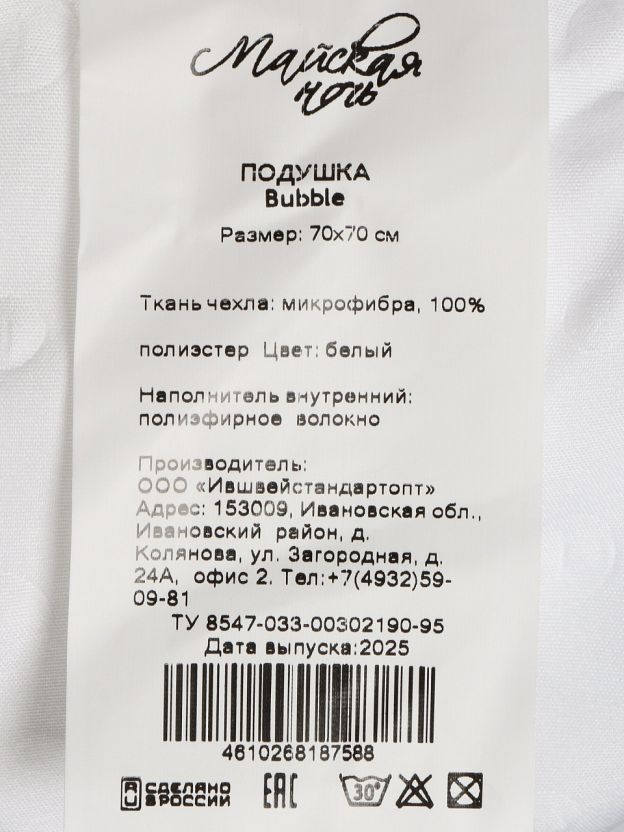 Майская
ночь
ПОДУШКА
Bubble
Размер: 70x70 см
Ткань чехла: микрофибра, 100%
полиэстер Цвет: белый
Наполнитель внутренний:
полиэфирное волокно
Производитель:
ООО «Ившвейстандартопт»
Адрес: 153009, Ивановская обл.,
Ивановский район, д.
Колянова, ул. Загородная, д.
24А, офис 2. Тел:+7(4932)59-
09-81
ТУ 8547-033-00302190-95
Дата выпуска:2025
4610268187588
RU СДЕЛАНО
В РОССИИ
EAC
30°